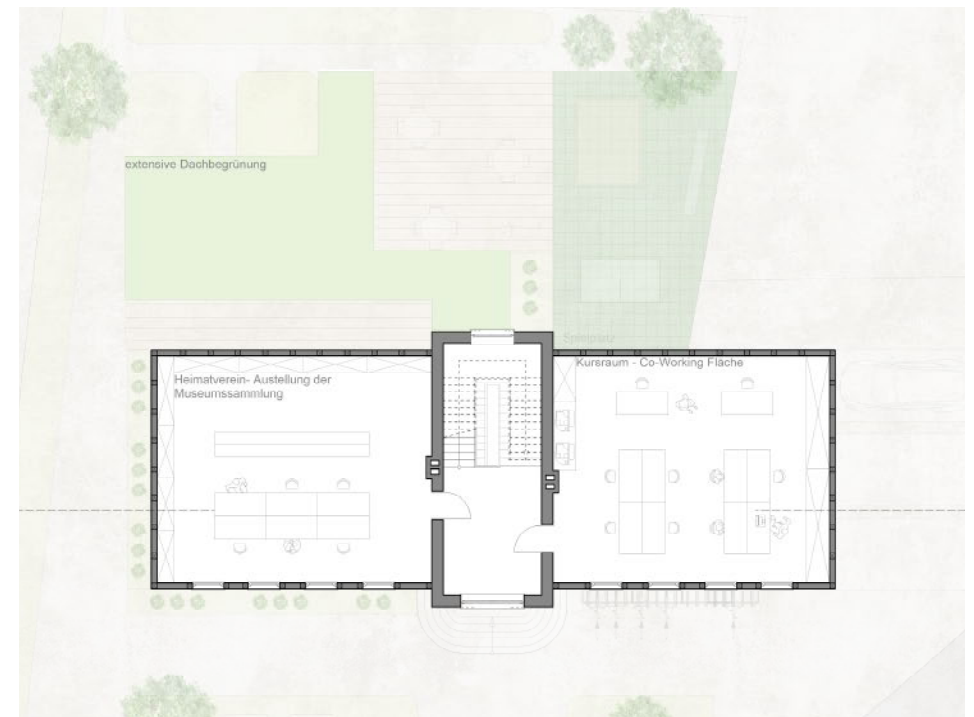 extensive Dachbegrünung
Spielplatz
Heimatverein- Austellung der
Museumssammlung
Kursraum - Co-Working Fläche